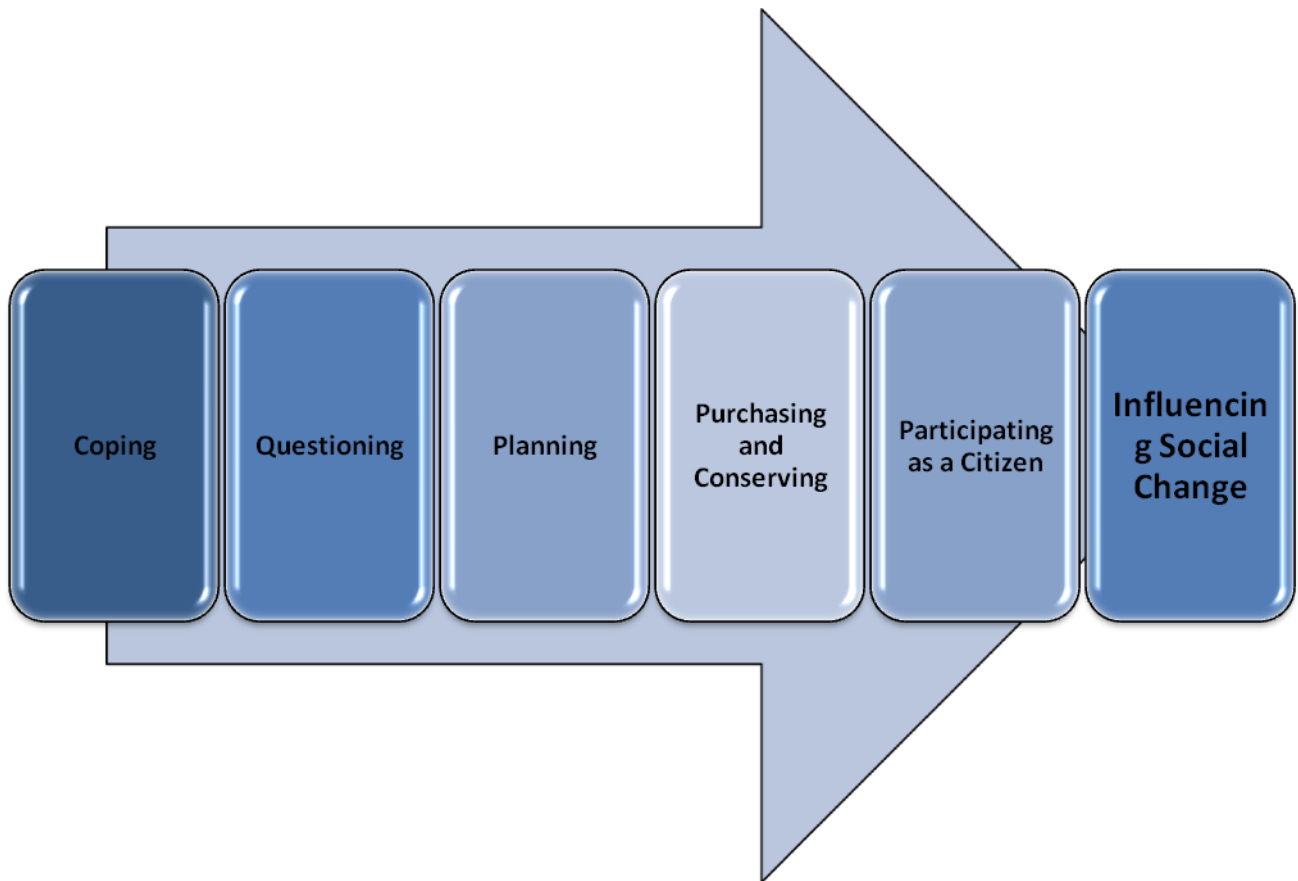 Coping
Questioning
Planning
Purchasing
and
Conserving
Participating
as a Citizen
Influencin
g Social
Change